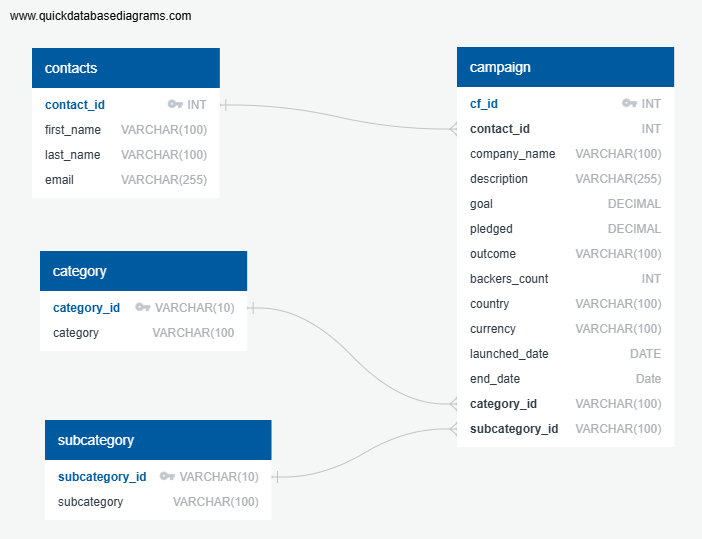 www.quickdatabasediagrams.com
contacts
contact_id INT
first_name VARCHAR(100)
last_name VARCHAR(100)
email VARCHAR(255)
category
category_id VARCHAR(10)
category VARCHAR(100
subcategory
subcategory_id VARCHAR(10)
subcategory VARCHAR(100)
campaign
cf_id INT
contact_id INT
company_name VARCHAR(100)
description VARCHAR(255)
goal DECIMAL
pledged DECIMAL
outcome VARCHAR(100)
backers_count INT
country VARCHAR(100)
currency VARCHAR(100)
launched_date DATE
end_date Date
category_id VARCHAR(100)
subcategory_id VARCHAR(100)